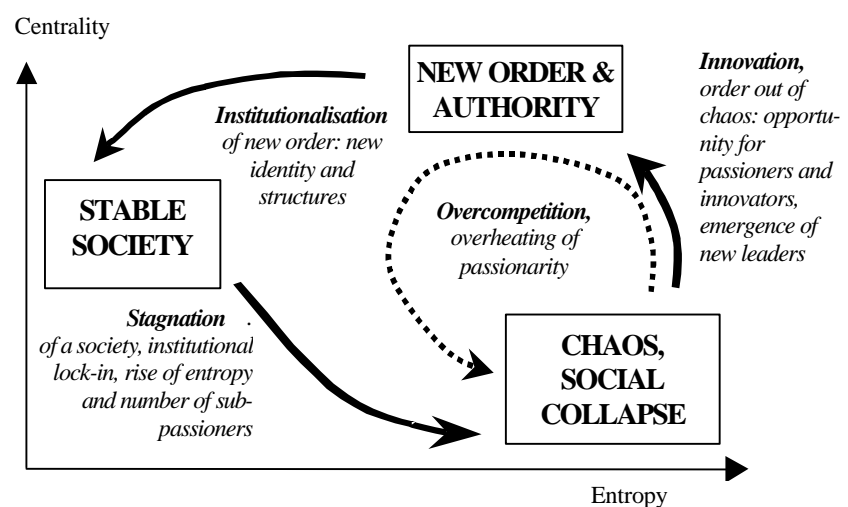 Centrality
NEW ORDER &
AUTHORITY
Innovation,
order out of
chaos: opportu-
nity for
passioners and
innovators,
emergence of
new leaders
Institutionalisation
of new order: new
identity and
structures
STABLE
SOCIETY
Overcompetition,
overheating of
passionarity
Stagnation .
of a society, institutional
lock-in, rise of entropy
and number of sub-
passioners
CHAOS,
SOCIAL
COLLAPSE
Entropy